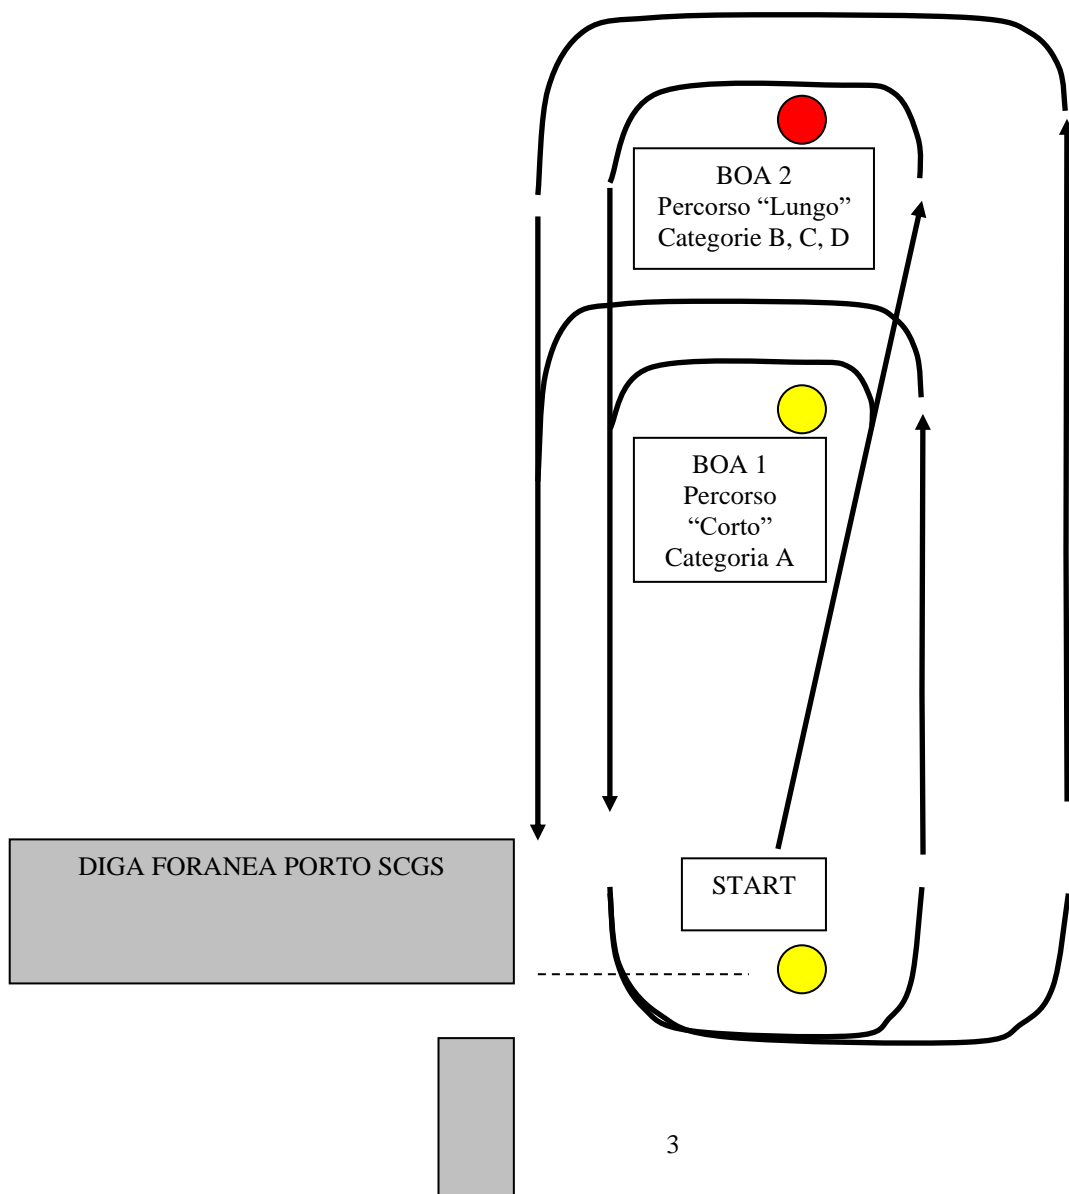 BOA 2
Percorso “Lungo”
Categorie B, C, D
BOA 1
Percorso
“Corto”
Categoria A
DIGA FORANEA PORTO SCGS
START
3